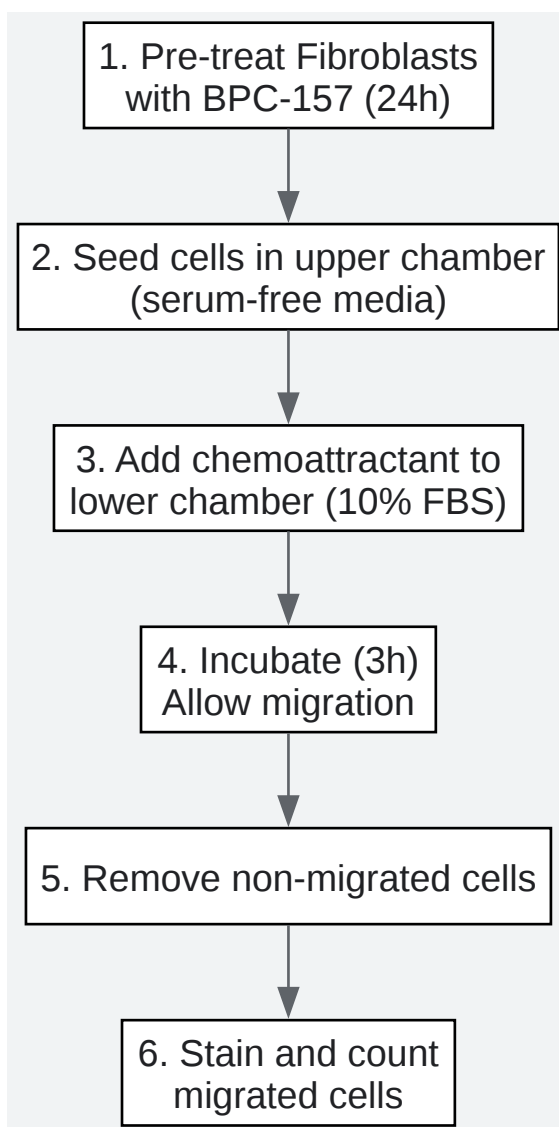 1. Pre-treat Fibroblasts
with BPC-157 (24h)
2. Seed cells in upper chamber
(serum-free media)
3. Add chemoattractant to
lower chamber (10% FBS)
4. Incubate (3h)
Allow migration
5. Remove non-migrated cells
6. Stain and count
migrated cells